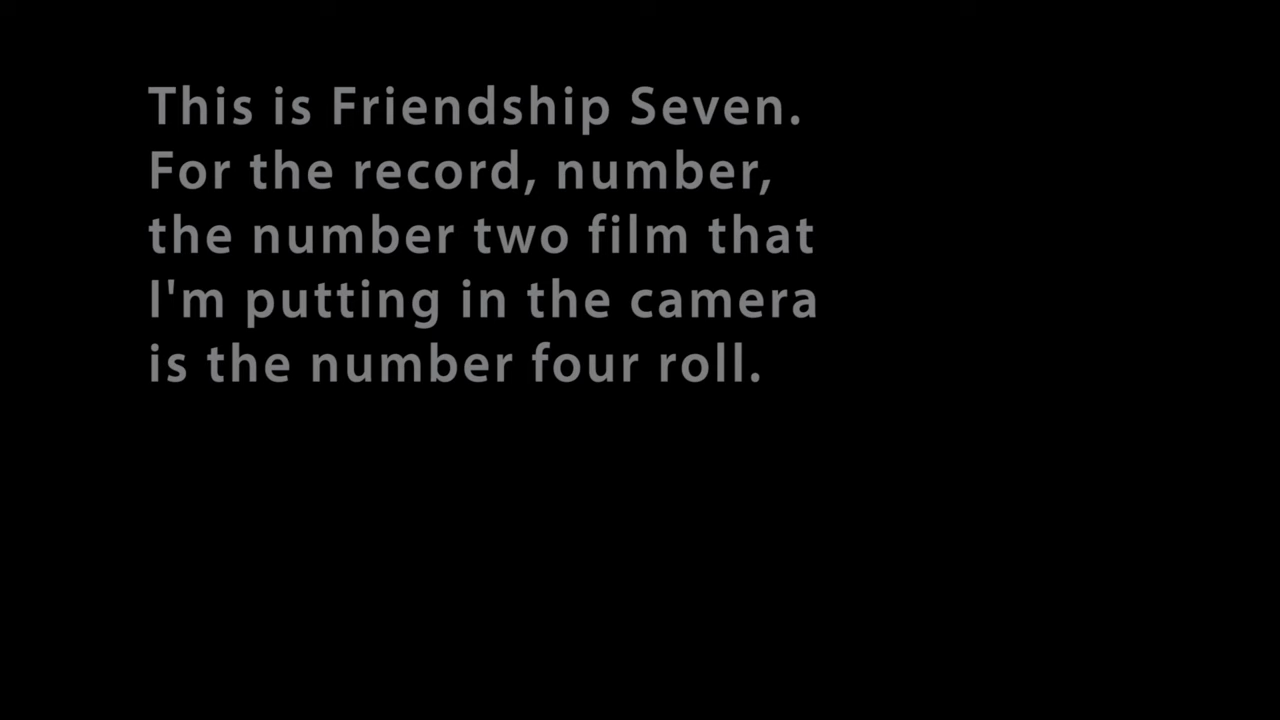 This is Friendship Seven.
For the record, number,
the number two film that
I'm putting in the camera
is the number four roll.